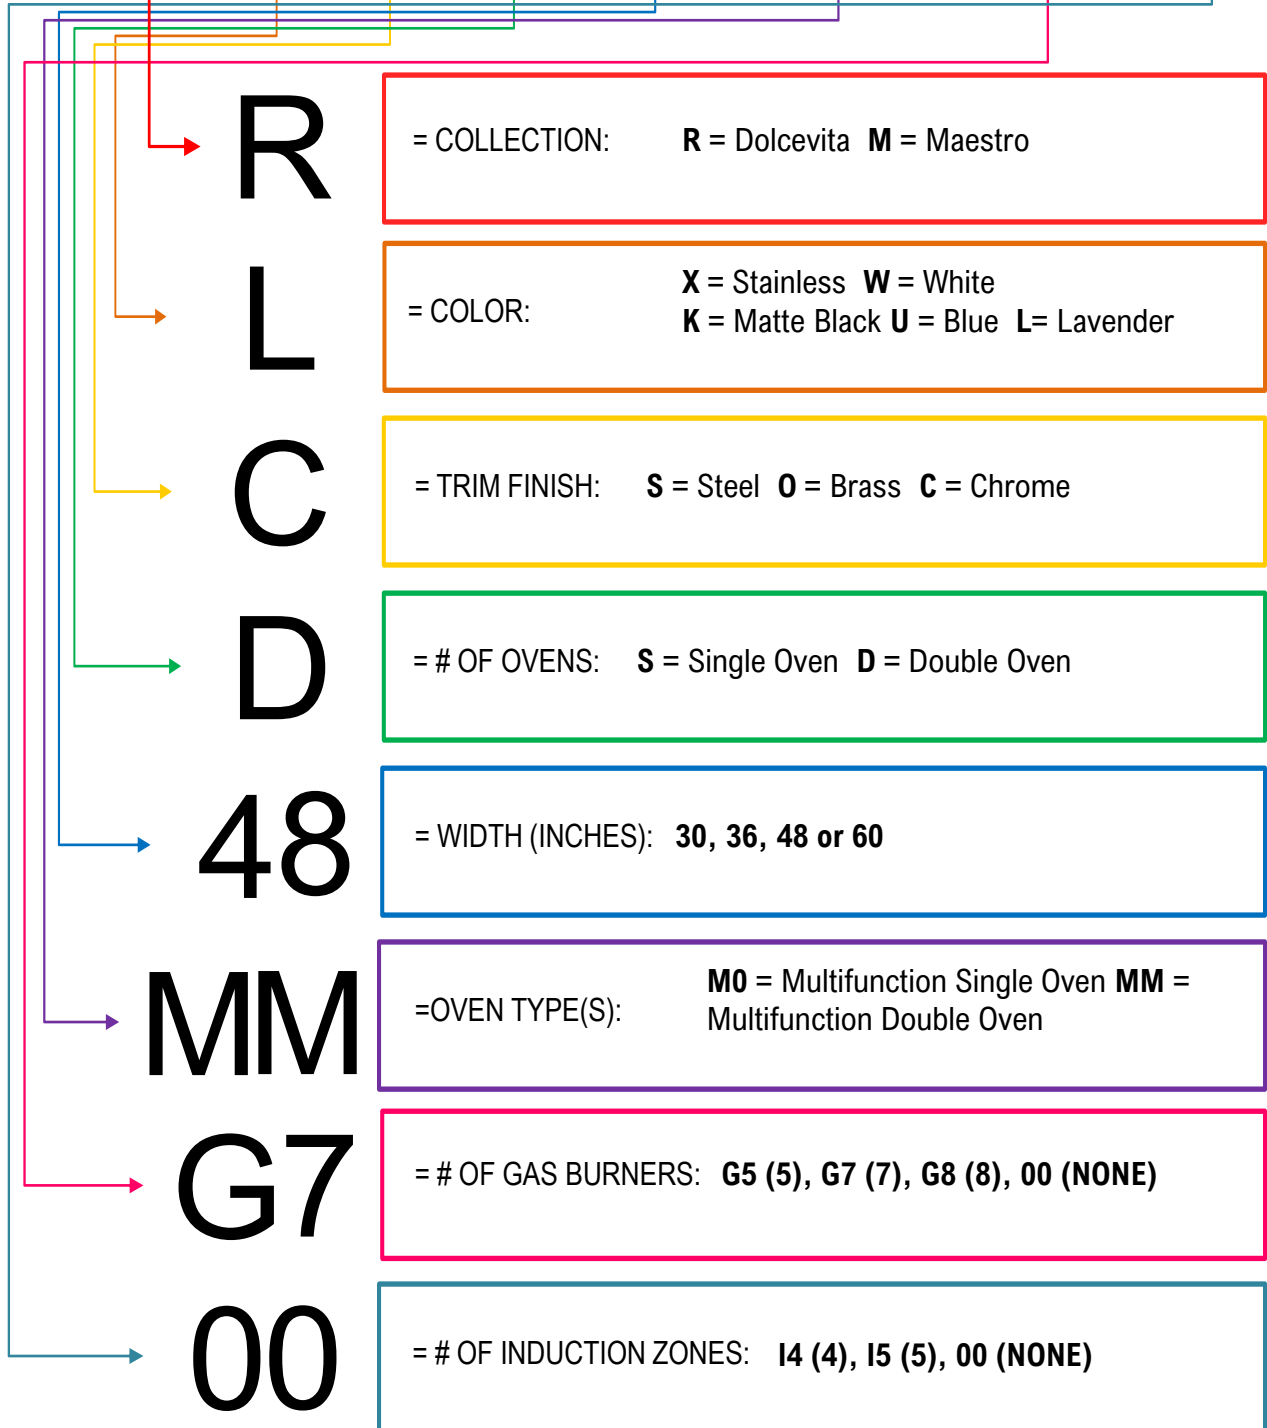 R
= COLLECTION: R = Dolcevita M = Maestro
L
= COLOR:
X = Stainless W = White
K = Matte Black U = Blue L= Lavender
C
= TRIM FINISH: S = Steel O = Brass C = Chrome
D
= # OF OVENS: S = Single Oven D = Double Oven
48
= WIDTH (INCHES): 30, 36, 48 or 60
MM
=OVEN TYPE(S):
M0 = Multifunction Single Oven MM =
Multifunction Double Oven
G7
= # OF GAS BURNERS: G5 (5), G7 (7), G8 (8), 00 (NONE)
00
= # OF INDUCTION ZONES: I4 (4), I5 (5), 00 (NONE)